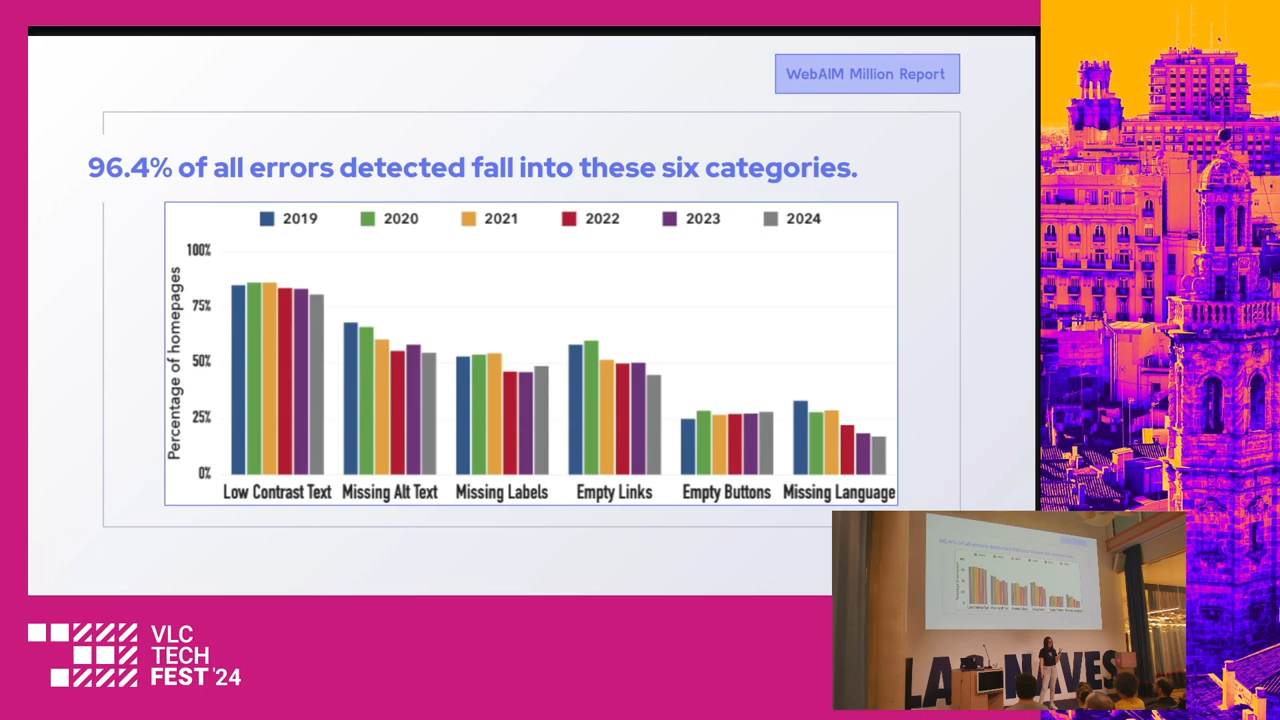 WebAIM Million Report
96.4% of all errors detected fall into these six categories.
2019 2020 2021 2022 2023 2024
Percentage of homepages
100%
75%
50%
25%
0%
Low Contrast Text Missing Alt Text Missing Labels Empty Links Empty Buttons Missing Language
VLC
TECH
FEST '24
LAS NAVES